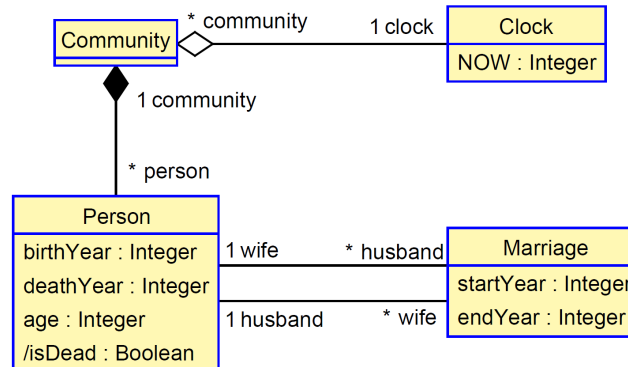 * community
1 clock
Community
Clock
NOW : Integer
1 community
* person
Person
birthYear : Integer
deathYear : Integer
age : Integer
/isDead : Boolean
1 wife
* husband
1 husband
* wife
Marriage
startYear : Integer
endYear : Integer